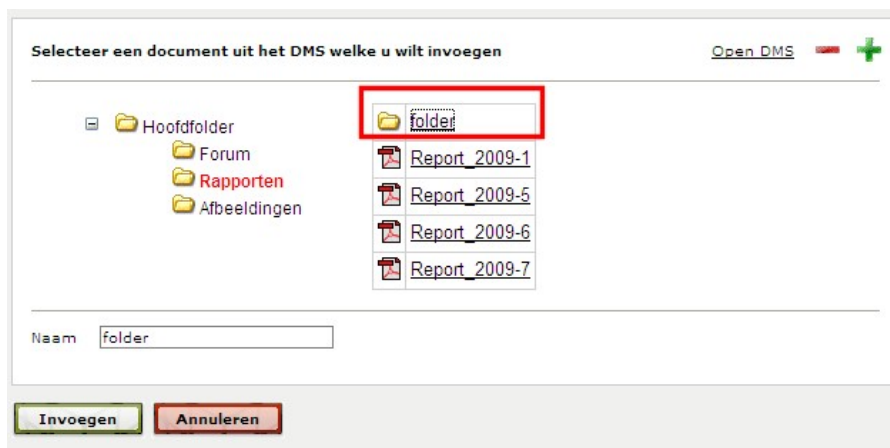 Selecteer een document uit het DMS welke u wilt invoegen
Open DMS
Hoofdfolder
Forum
Rapporten
Afbeeldingen
folder
Report_2009-1
Report_2009-5
Report_2009-6
Report_2009-7
Naam folder
Invoegen Annuleren